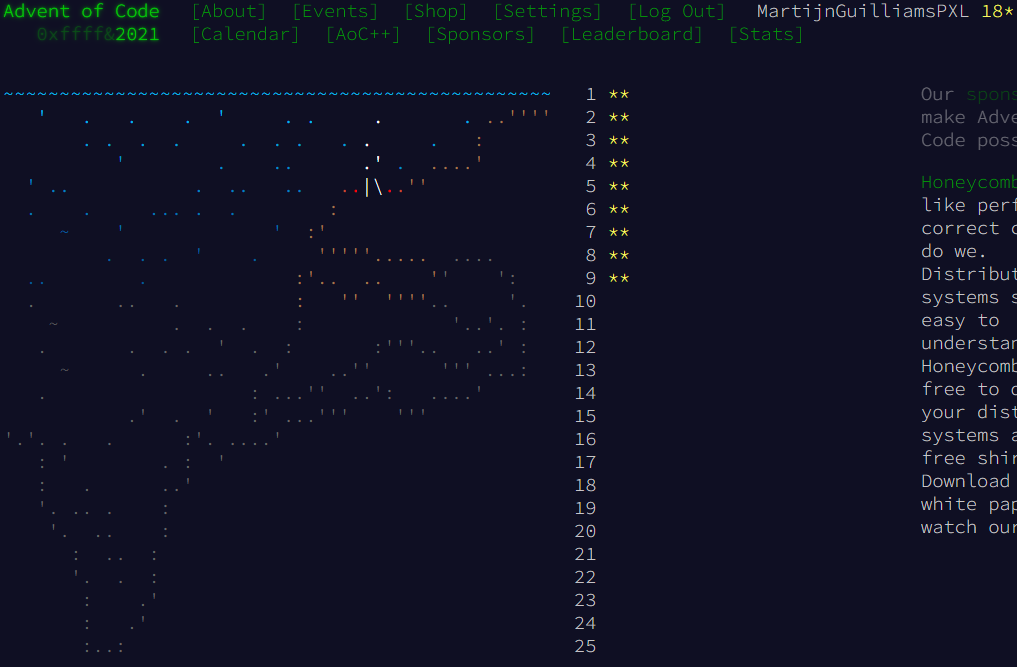 Advent of Code [About] [Events] [Shop] [Settings] [Log Out] MartijnGuilliamsPXL 18*
0xffff&2021 [Calendar] [AoC++] [Sponsors] [Leaderboard] [Stats]
1 **
2 **
3 **
4 **
5 **
6 **
7 **
8 **
9 **
10
11
12
13
14
15
16
17
18
19
20
21
22
23
24
25
Our spons
make Adve
Code poss
Honeycomb
like perf
correct c
do we.
Distribut
systems s
easy to
understan
Honeycomb
free to
your dist
systems a
free shir
Download
white pap
watch our